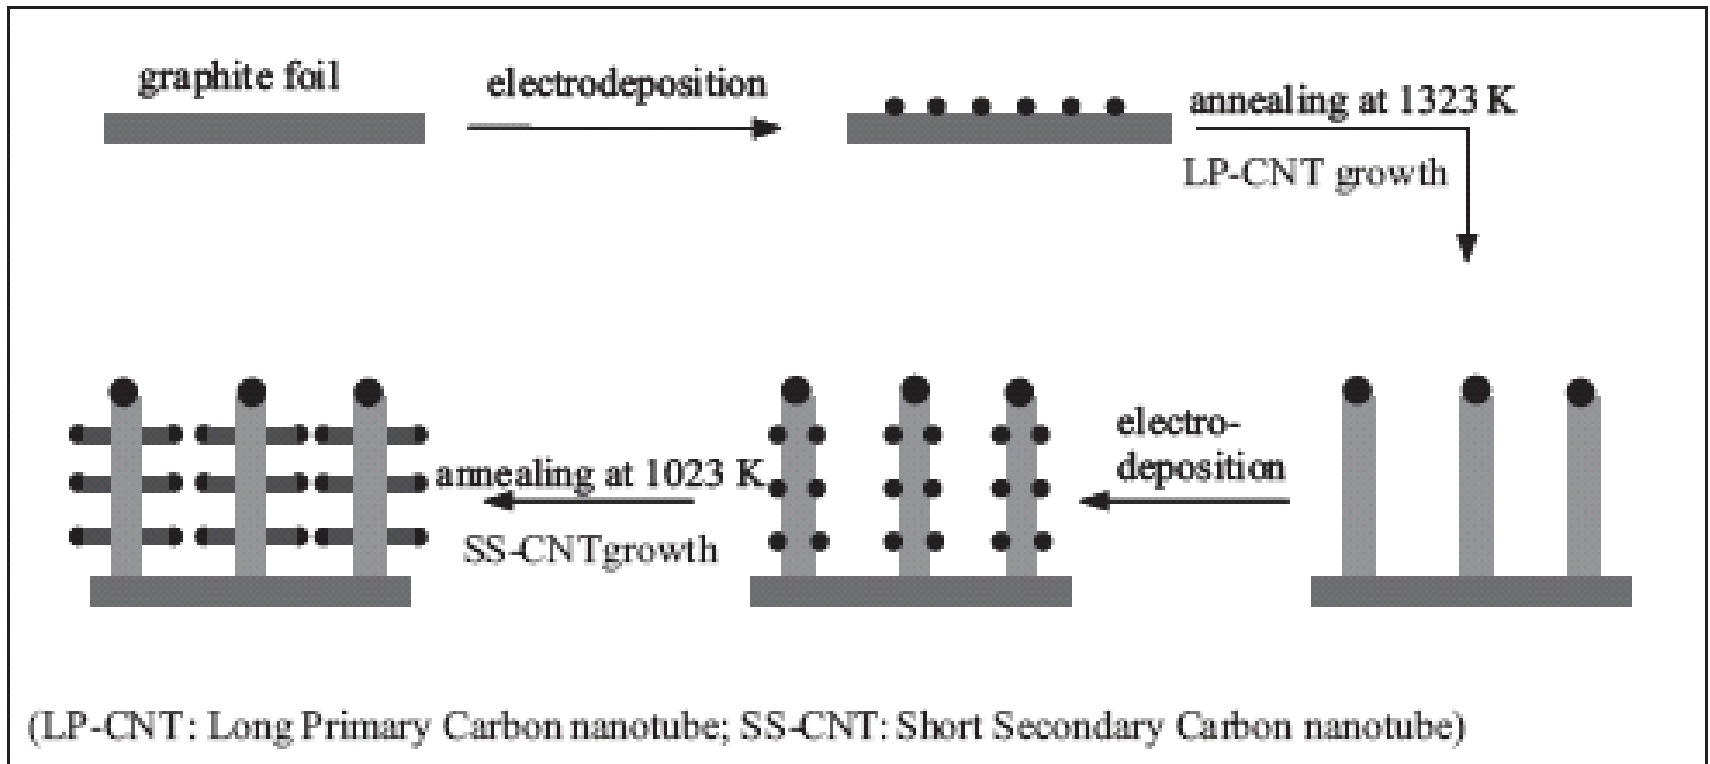 graphite foil
electrodeposition
annealing at 1323 K
LP-CNT growth
electro-
deposition
annealing at 1023 K
SS-CNTgrowth
(LP-CNT: Long Primary Carbon nanotube; SS-CNT: Short Secondary Carbon nanotube)